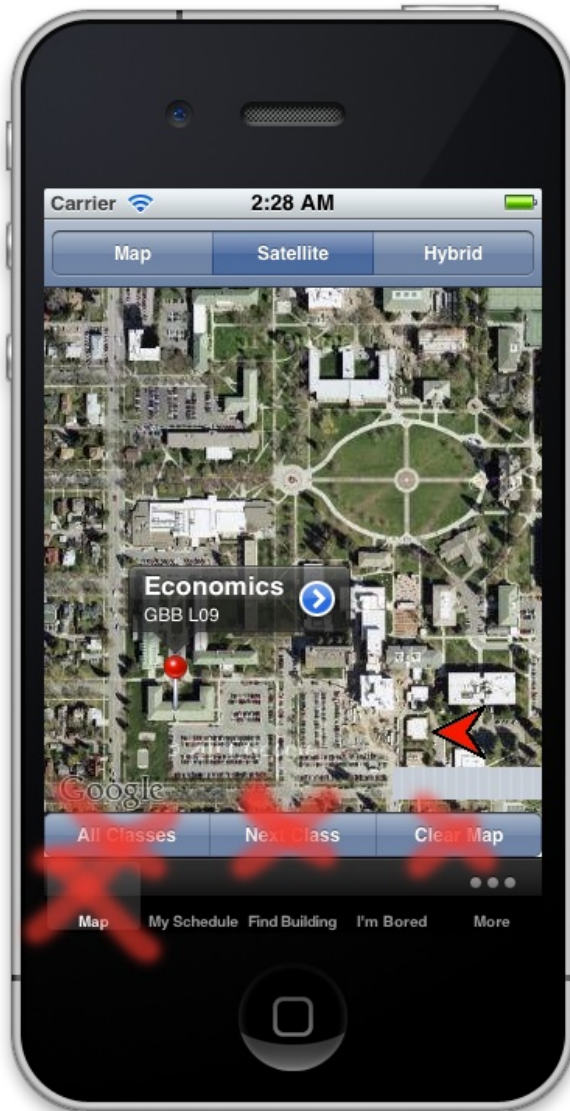 Carrier 2:28 AM
Map Satellite Hybrid
Economics
GBB L09
Google
All Classes Next Class Clear Map
Map My Schedule Find Building I'm Bored More